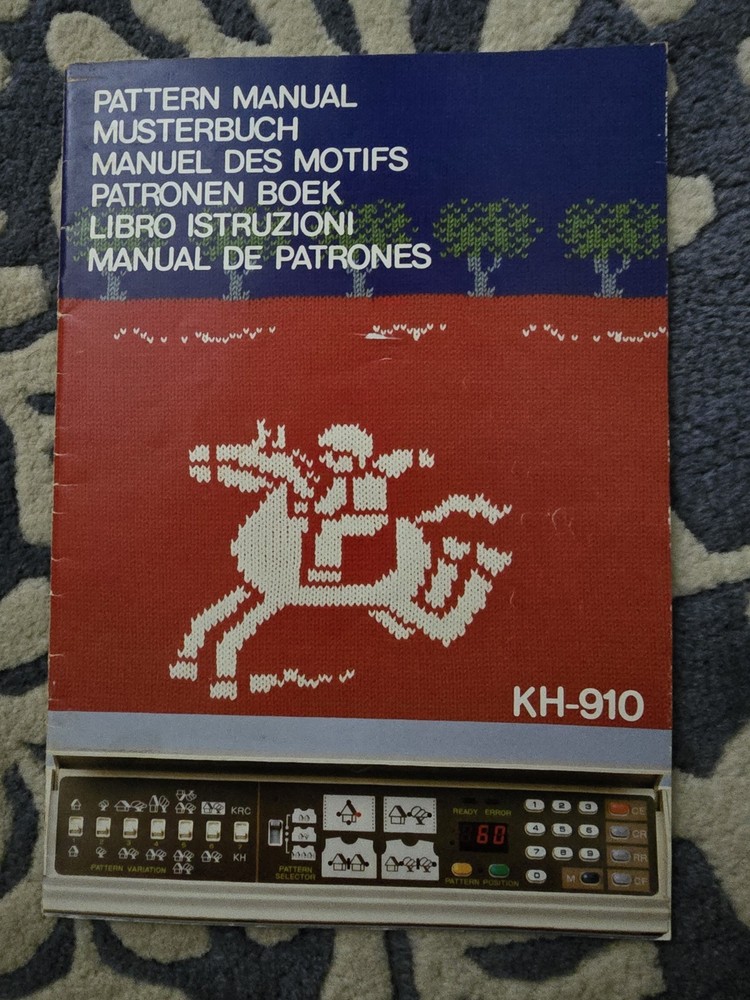 PATTERN MANUAL
MUSTERBUCH
MANUEL DES MOTIFS
PATRONEN BOEK
LIBRO ISTRUZIONI
MANUAL DE PATRONES
KH-910
KRC
KH
PATTERN VARIATION
PATTERN
SELECTOR
READY ERROR
60
PATTERN POSITION
1 2 3 CE
4 5 6 CR
7 8 9 RR
0 M